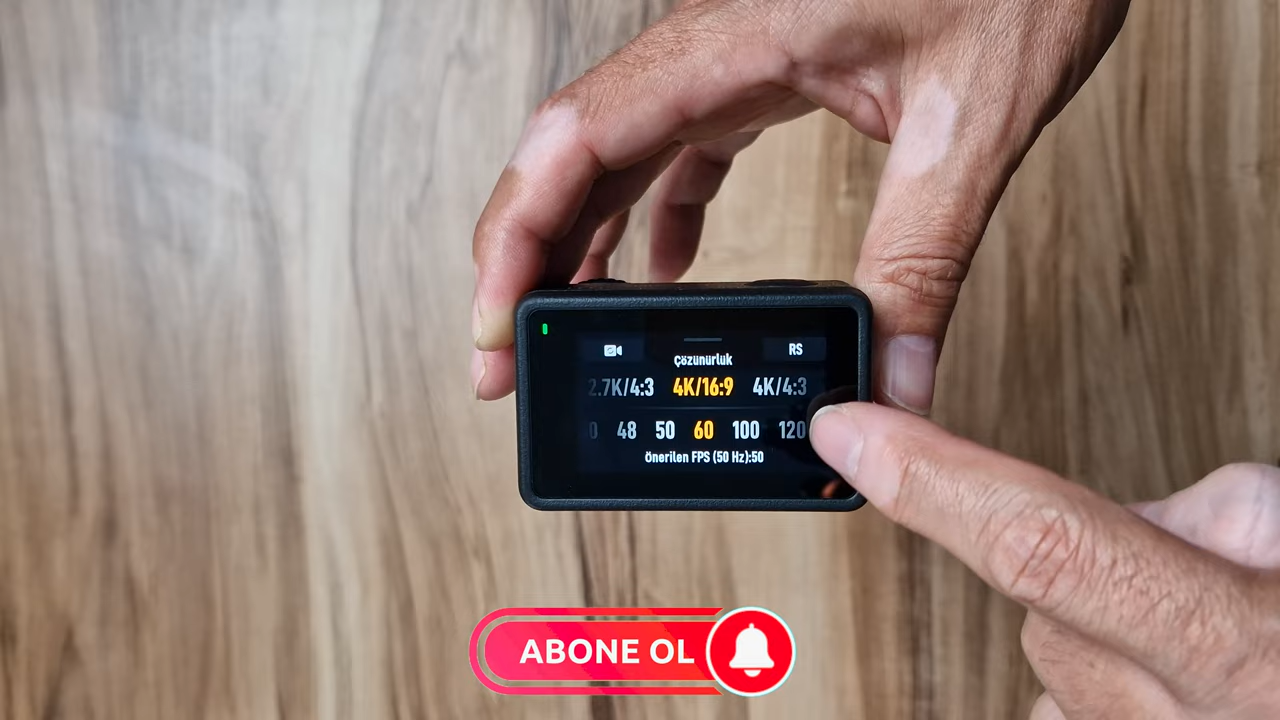 RS
Çözünürlük
2.7K/4:3 4K/16:9 4K/4:3
0 48 50 60 100 120
Önerilen FPS (50 Hz):50
ABONE OL